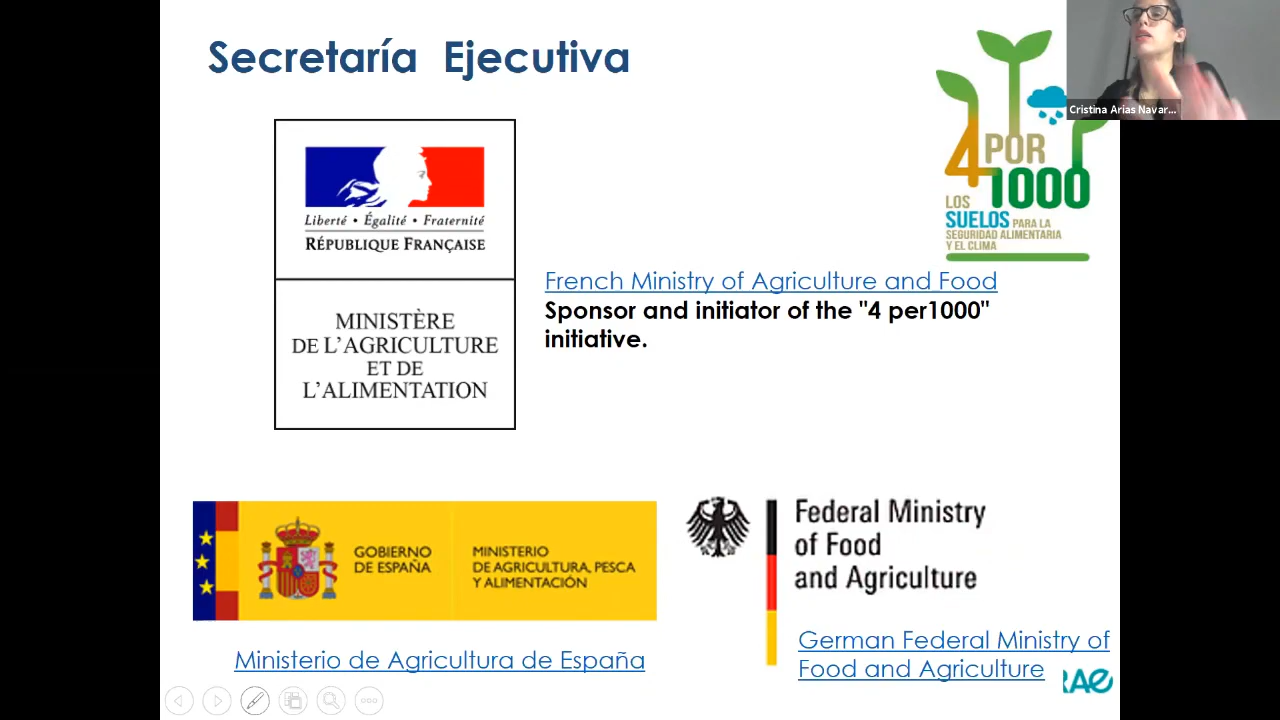 Secretaría Ejecutiva
Cristina Arias Navar...
4 POR
1000
LOS
SUELOS PARA LA
SEGURIDAD ALIMENTARIA
Y EL CLIMA
Liberté • Égalité • Fraternité
RÉPUBLIQUE FRANÇAISE
MINISTÈRE
DE L'AGRICULTURE
ET DE
L'ALIMENTATION
French Ministry of Agriculture and Food
Sponsor and initiator of the "4 per1000"
initiative.
GOBIERNO
DE ESPAÑA
MINISTERIO
DE AGRICULTURA, PESCA
Y ALIMENTACIÓN
Ministerio de Agricultura de España
Federal Ministry
of Food
and Agriculture
German Federal Ministry of
Food and Agriculture